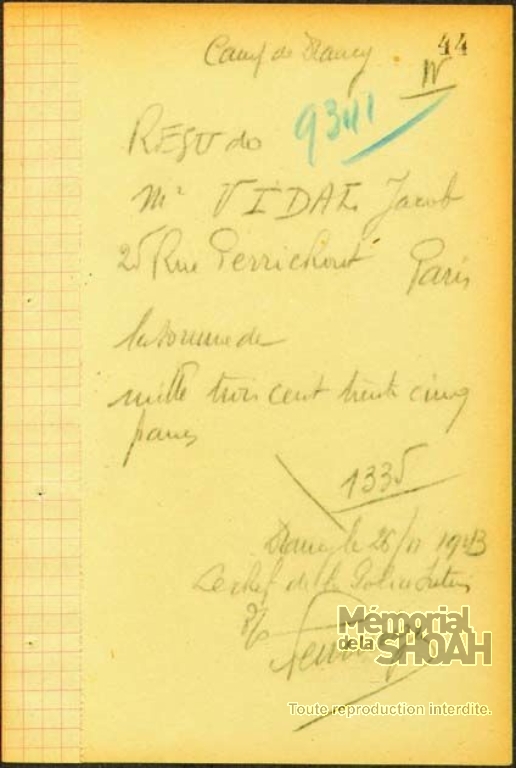 Camp de Drancy
44
IV
REÇU de
Mr VIDAL Jacob
25 Rue Perrichont Paris
la somme de
mille trois cent trente cinq
francs
1335
Drancy le 26/11 1943
Le chef de la Police
Mémorial
de la SHOAH
Toute reproduction interdite.